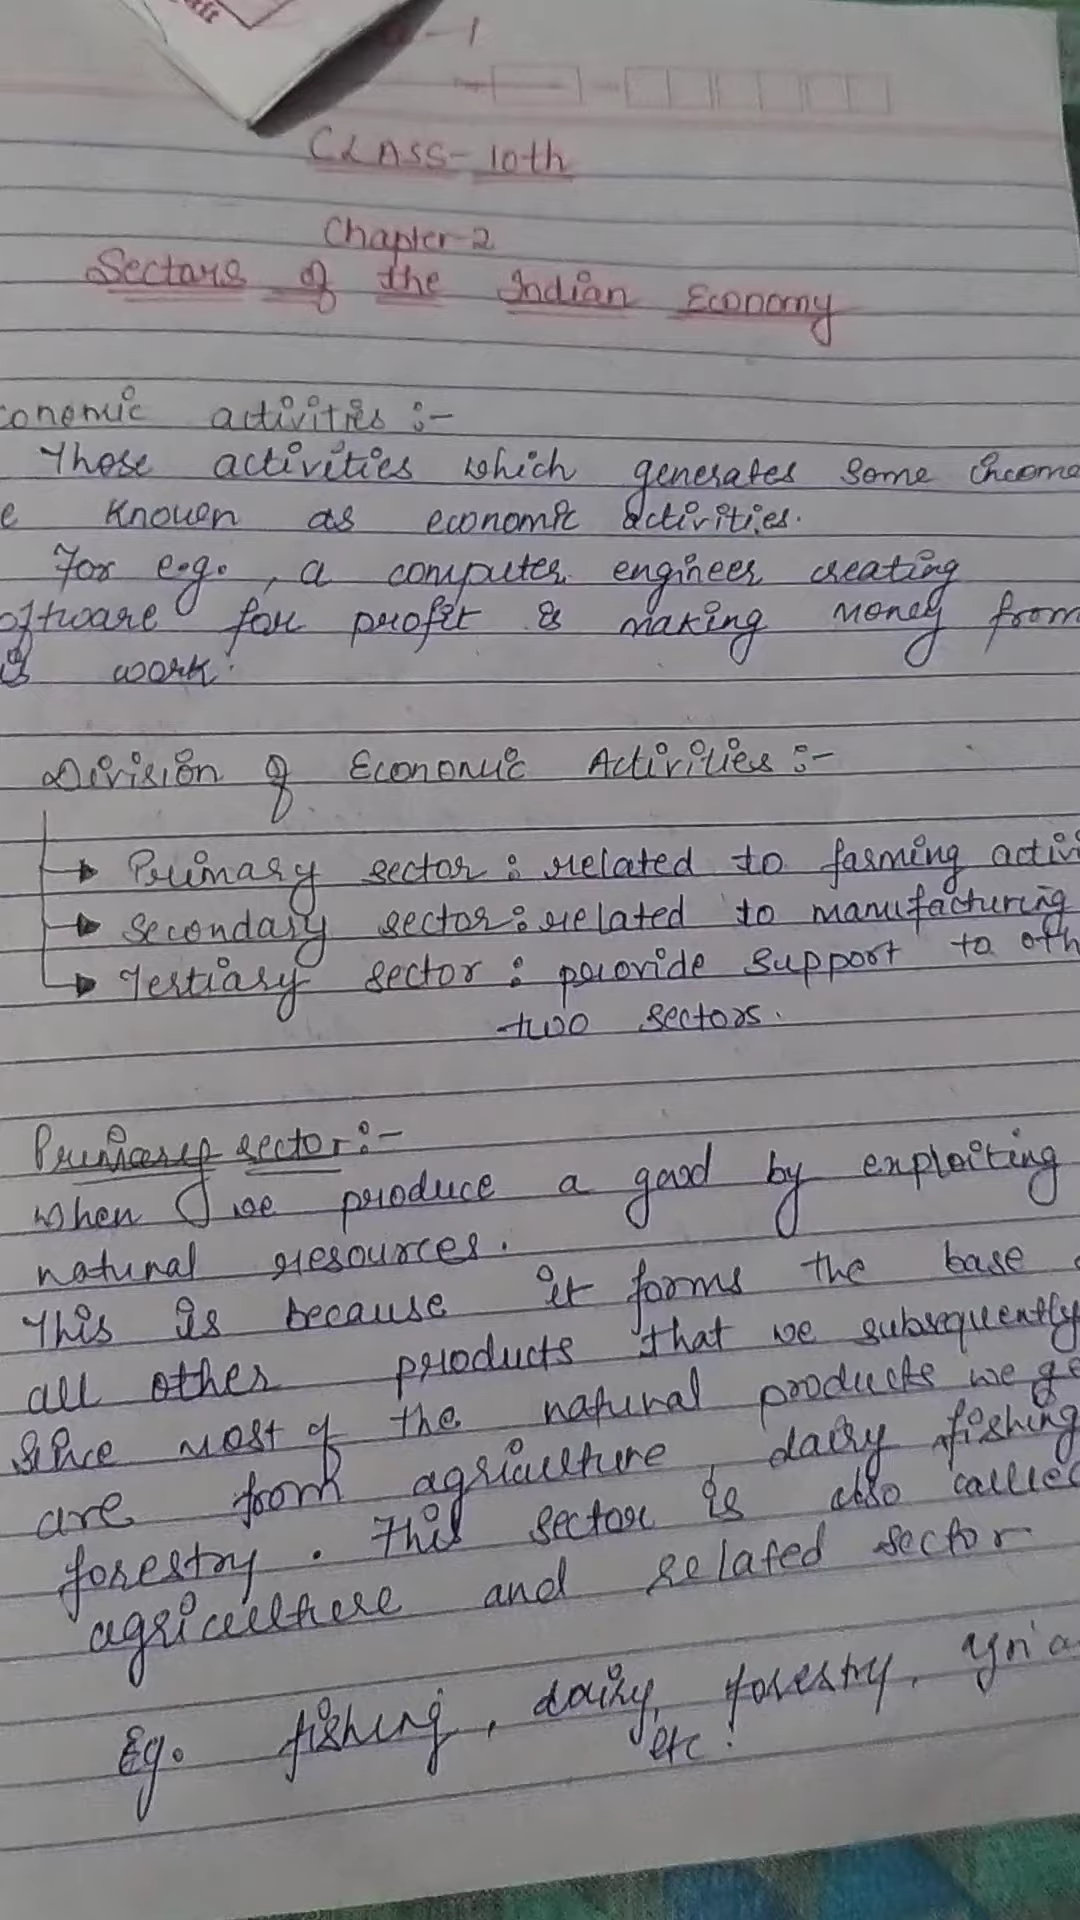 -1
CLASS-10th
Chapter-2
Sectors of the Indian Economy
conomic activities :-
Those activities which generates some income
e known as economic activities.
For e.g. , a computer engineer creating
oftware for profit is making money from
is work.
Division of Economic Activities :-
Primary sector : related to farming activi
Secondary sector : related to manufacturing
Tertiary sector : provide support to oth
two sectors.
Primary sector :-
When we produce a good by exploiting
natural resources.
This is because it forms the base
all other products that we subsequently
Since most of the natural products we ge
are from agriculture, dairy, fishing
forestry. This sector is also called
agriculture and related sector
Eg. fishing, dairy, forestry,
etc.